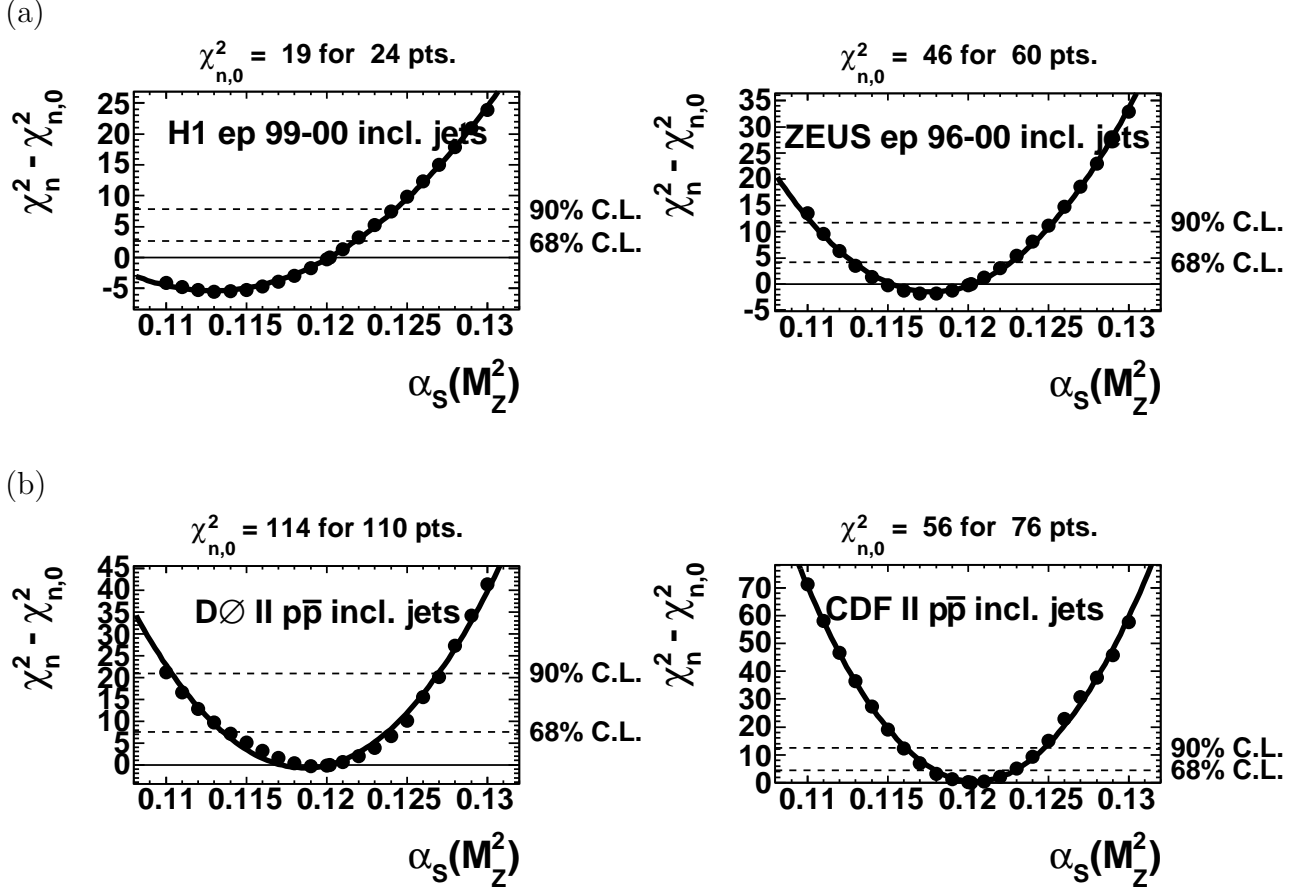 (a)
χ²n,0 = 19 for 24 pts.
χ²n - χ²n,0
25
20
15
10
5
0
-5
H1 ep 99-00 incl. jets
90% C.L.
68% C.L.
0.11 0.115 0.12 0.125 0.13
αS(M²Z)
χ²n,0 = 46 for 60 pts.
χ²n - χ²n,0
35
30
25
20
15
10
5
0
-5
ZEUS ep 96-00 incl. jets
90% C.L.
68% C.L.
0.11 0.115 0.12 0.125 0.13
αS(M²Z)
(b)
χ²n,0 = 114 for 110 pts.
χ²n - χ²n,0
45
40
35
30
25
20
15
10
5
0
DØ II pp̅ incl. jets
90% C.L.
68% C.L.
0.11 0.115 0.12 0.125 0.13
αS(M²Z)
χ²n,0 = 56 for 76 pts.
χ²n - χ²n,0
70
60
50
40
30
20
10
0
CDF II pp̅ incl. jets
90% C.L.
68% C.L.
0.11 0.115 0.12 0.125 0.13
αS(M²Z)